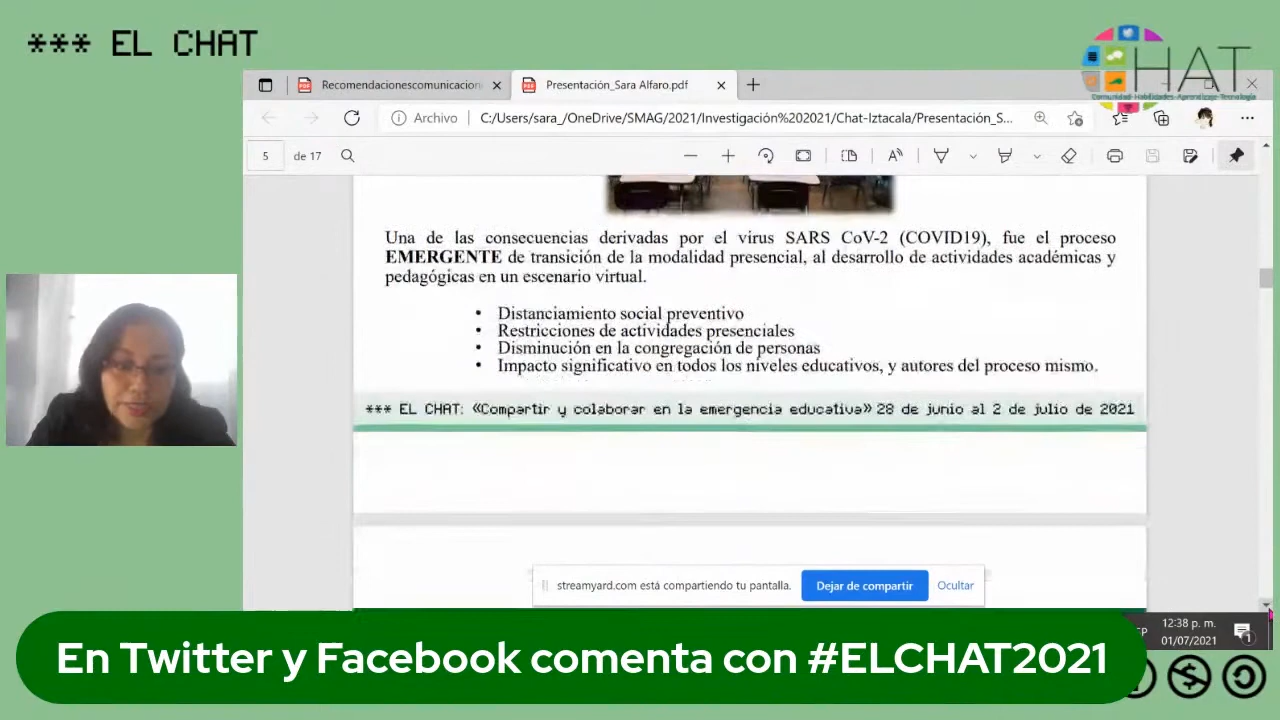 *** EL CHAT
HAT
Comunidad-Habilidades-Aprendizaje-Tecnología
Recomendacionescomunicacion
Presentación_Sara Alfaro.pdf
Archivo
C:/Users/sara_/OneDrive/SMAG/2021/Investigación%202021/Chat-Iztacala/Presentación_S...
5 de 17
Una de las consecuencias derivadas por el virus SARS CoV-2 (COVID19), fue el proceso
EMERGENTE de transición de la modalidad presencial, al desarrollo de actividades académicas y
pedagógicas en un escenario virtual.
• Distanciamiento social preventivo
• Restricciones de actividades presenciales
• Disminución en la congregación de personas
• Impacto significativo en todos los niveles educativos, y autores del proceso mismo.
*** EL CHAT: «Compartir y colaborar en la emergencia educativa» 28 de junio al 2 de julio de 2021
streamyard.com está compartiendo tu pantalla.
Dejar de compartir
Ocultar
12:38 p. m.
01/07/2021
En Twitter y Facebook comenta con #ELCHAT2021